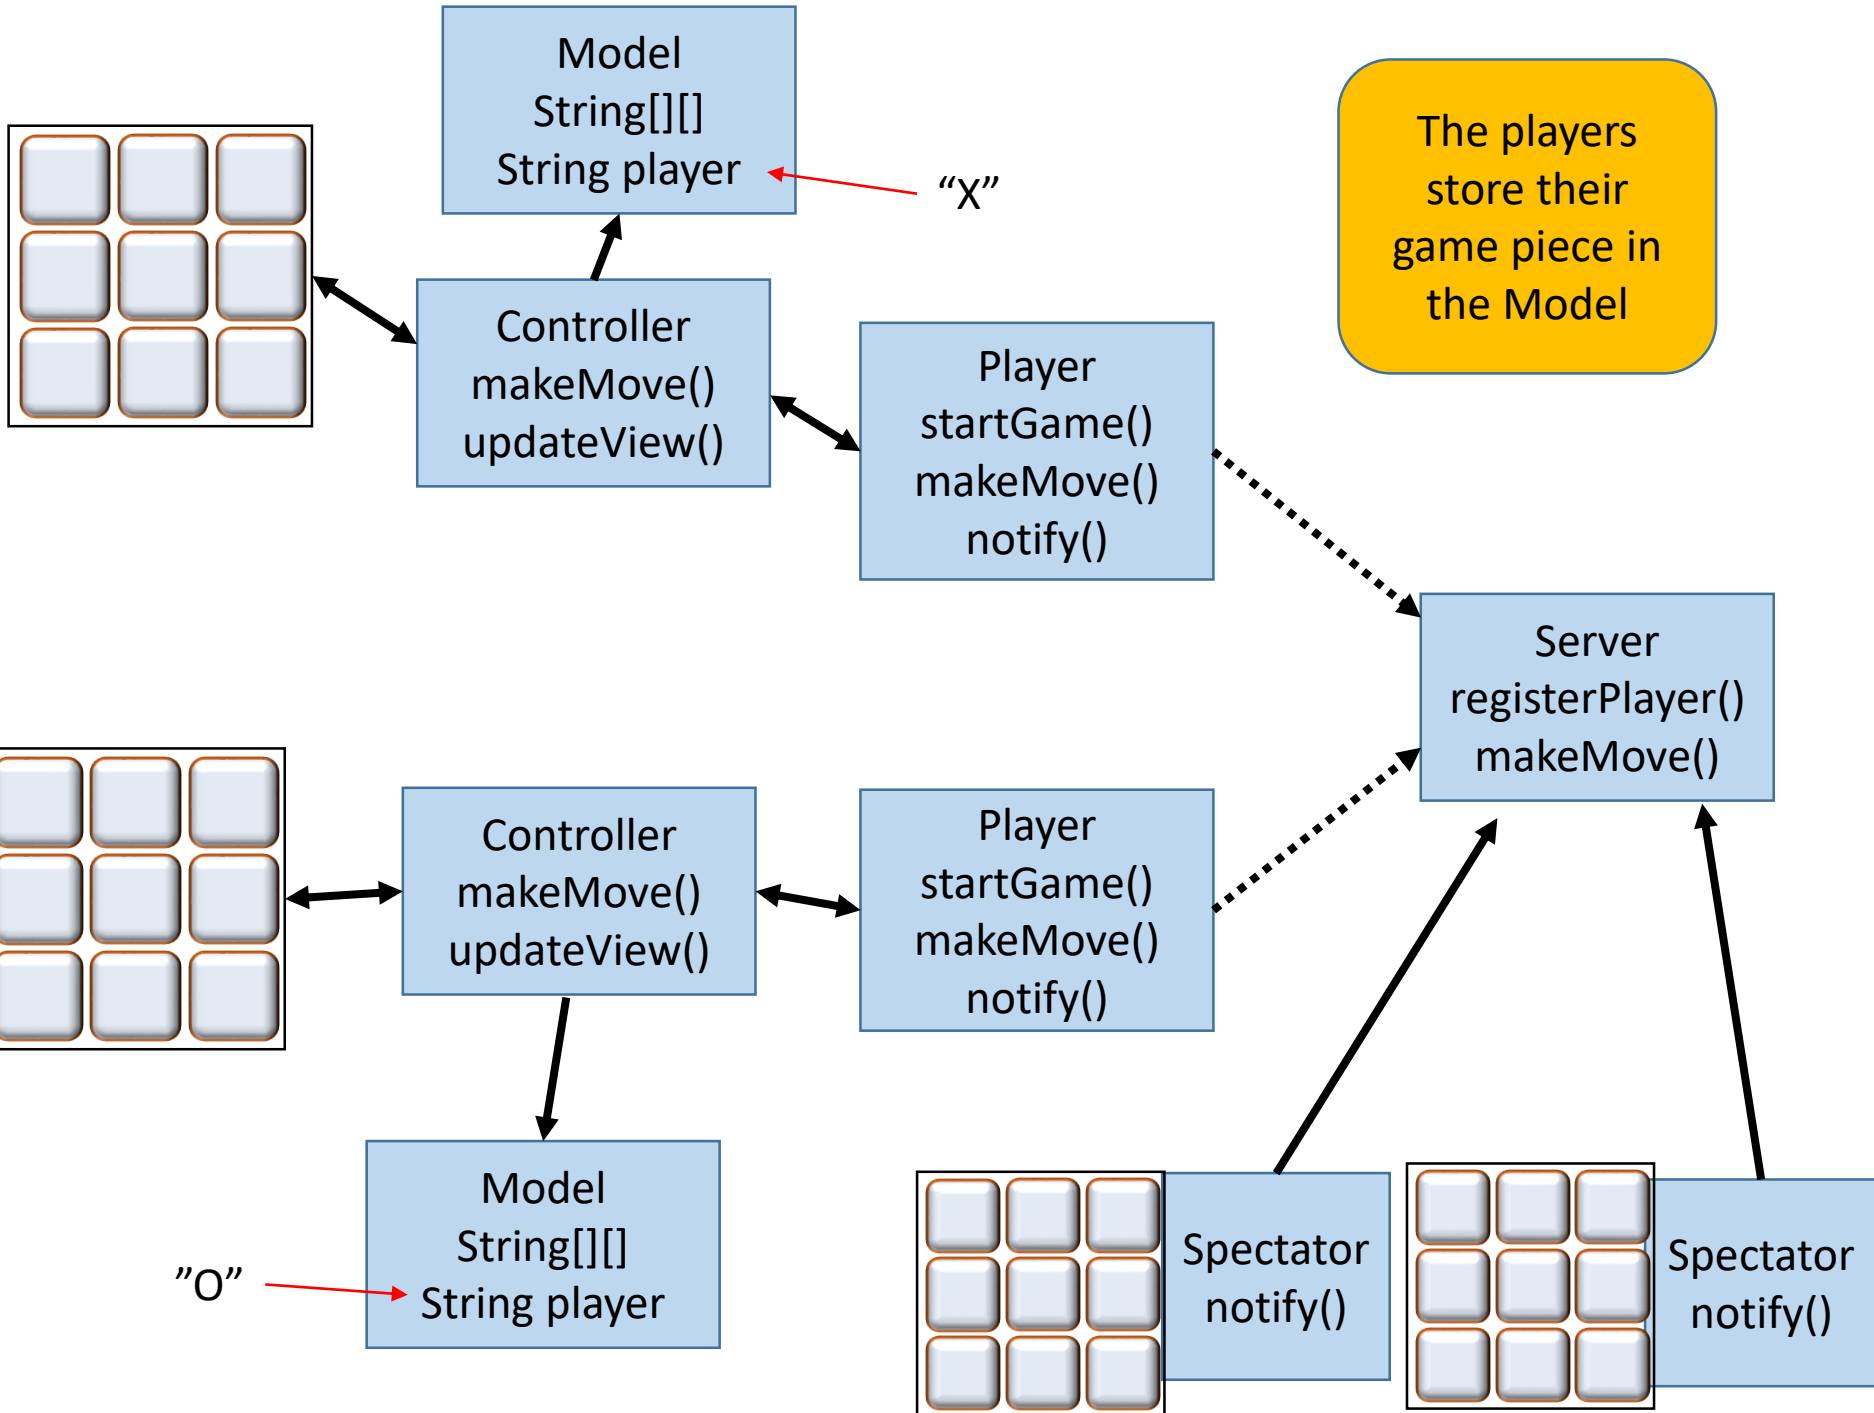 Model
String[][]
String player
“X”
The players
store their
game piece in
the Model
Controller
makeMove()
updateView()
Player
startGame()
makeMove()
notify()
Server
registerPlayer()
makeMove()
Controller
makeMove()
updateView()
Player
startGame()
makeMove()
notify()
Model
String[][]
String player
”O”
Spectator
notify()
Spectator
notify()